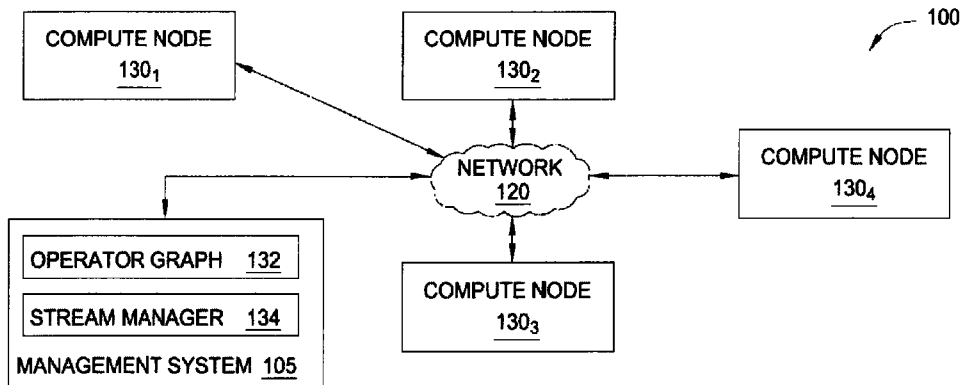 100
COMPUTE NODE
130₁
COMPUTE NODE
130₂
NETWORK
120
COMPUTE NODE
130₄
OPERATOR GRAPH 132
STREAM MANAGER 134
MANAGEMENT SYSTEM 105
COMPUTE NODE
130₃